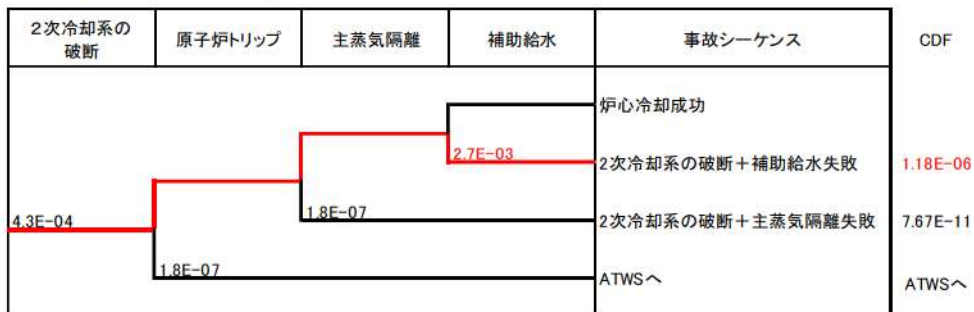 2次冷却系の
破断
原子炉トリップ
主蒸気隔離
補助給水
事故シーケンス
CDF
炉心冷却成功
2.7E-03
2次冷却系の破断+補助給水失敗
1.18E-06
4.3E-04
1.8E-07
2次冷却系の破断+主蒸気隔離失敗
7.67E-11
1.8E-07
ATWSへ
ATWSへ